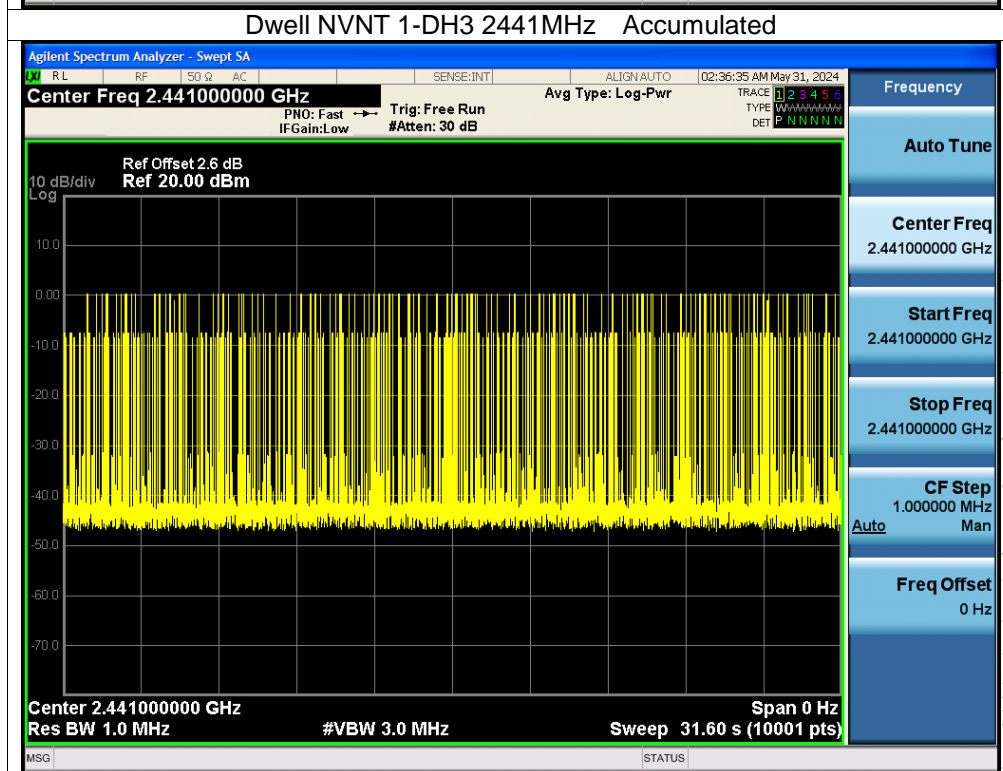 Dwell NVNT 1-DH3 2441MHz Accumulated
Agilent Spectrum Analyzer - Swept SA
LXI RL RF 50 Ω AC SENSE:INT ALIGN AUTO 02:36:35 AM May 31, 2024
Center Freq 2.441000000 GHz
PNO: Fast
IFGain:Low
Trig: Free Run
#Atten: 30 dB
Avg Type: Log-Pwr
TRACE 1 2 3 4 5 6
TYPE W
DET P N N N N N
Frequency
Auto Tune
Center Freq
2.441000000 GHz
Start Freq
2.441000000 GHz
Stop Freq
2.441000000 GHz
CF Step
1.000000 MHz
Auto Man
Freq Offset
0 Hz
Ref Offset 2.6 dB
10 dB/div Ref 20.00 dBm
Log
10.0
0.00
-10.0
-20.0
-30.0
-40.0
-50.0
-60.0
-70.0
Center 2.441000000 GHz Span 0 Hz
Res BW 1.0 MHz #VBW 3.0 MHz Sweep 31.60 s (10001 pts)
MSG STATUS